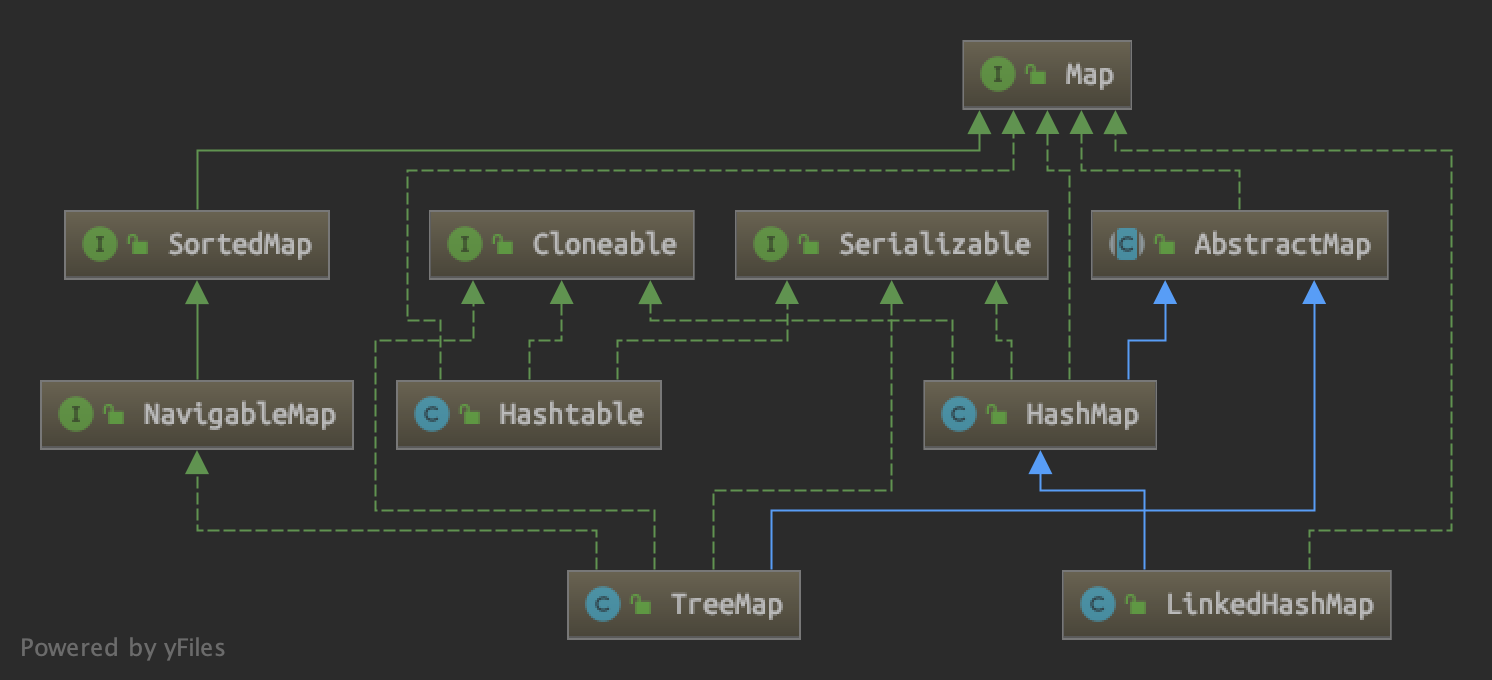 I Map
I SortedMap
I Cloneable
I Serializable
C AbstractMap
I NavigableMap
C Hashtable
C HashMap
C TreeMap
C LinkedHashMap
Powered by yFiles